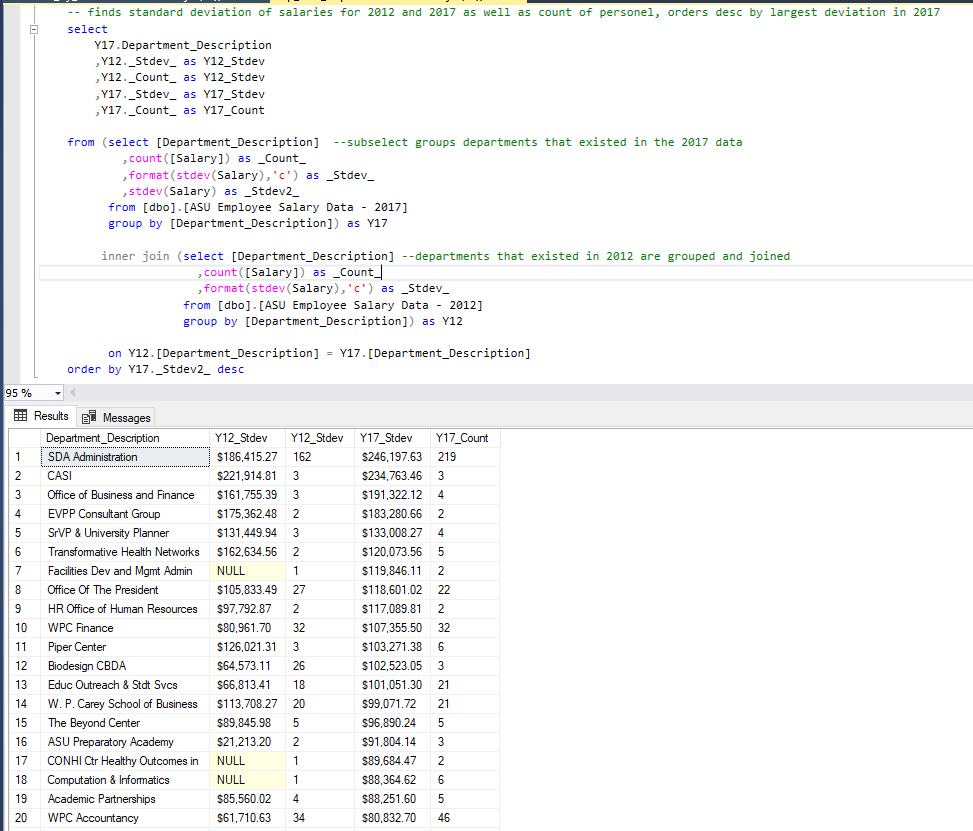 -- finds standard deviation of salaries for 2012 and 2017 as well as count of personel, orders desc by largest deviation in 2017
select
Y17.Department_Description
,Y12._Stdev_ as Y12_Stdev
,Y12._Count_ as Y12_Stdev
,Y17._Stdev_ as Y17_Stdev
,Y17._Count_ as Y17_Count
from (select [Department_Description] --subselect groups departments that existed in the 2017 data
,count([Salary]) as _Count_
,format(stdev(Salary),'c') as _Stdev_
,stdev(Salary) as _Stdev2_
from [dbo].[ASU Employee Salary Data - 2017]
group by [Department_Description]) as Y17
inner join (select [Department_Description] --departments that existed in 2012 are grouped and joined
,count([Salary]) as _Count_
,format(stdev(Salary),'c') as _Stdev_
from [dbo].[ASU Employee Salary Data - 2012]
group by [Department_Description]) as Y12
on Y12.[Department_Description] = Y17.[Department_Description]
order by Y17._Stdev2_ desc
95 %
Results Messages
Department_Description Y12_Stdev Y12_Stdev Y17_Stdev Y17_Count
1 SDA Administration $186,415.27 162 $246,197.63 219
2 CASI $221,914.81 3 $234,763.46 3
3 Office of Business and Finance $161,755.39 3 $191,322.12 4
4 EVPP Consultant Group $175,362.48 2 $183,280.66 2
5 SrVP & University Planner $131,449.94 3 $133,008.27 4
6 Transformative Health Networks $162,634.56 2 $120,073.56 5
7 Facilities Dev and Mgmt Admin NULL 1 $119,846.11 2
8 Office Of The President $105,833.49 27 $118,601.02 22
9 HR Office of Human Resources $97,792.87 2 $117,089.81 2
10 WPC Finance $80,961.70 32 $107,355.50 32
11 Piper Center $126,021.31 3 $103,271.38 6
12 Biodesign CBDA $64,573.11 26 $102,523.05 3
13 Educ Outreach & Stdt Svcs $66,813.41 18 $101,051.30 21
14 W. P. Carey School of Business $113,708.27 20 $99,071.72 21
15 The Beyond Center $89,845.98 5 $96,890.24 5
16 ASU Preparatory Academy $21,213.20 2 $91,804.14 3
17 CONHI Ctr Healthy Outcomes in NULL 1 $89,684.47 2
18 Computation & Informatics NULL 1 $88,364.62 6
19 Academic Partnerships $85,560.02 4 $88,251.60 5
20 WPC Accountancy $61,710.63 34 $80,832.70 46